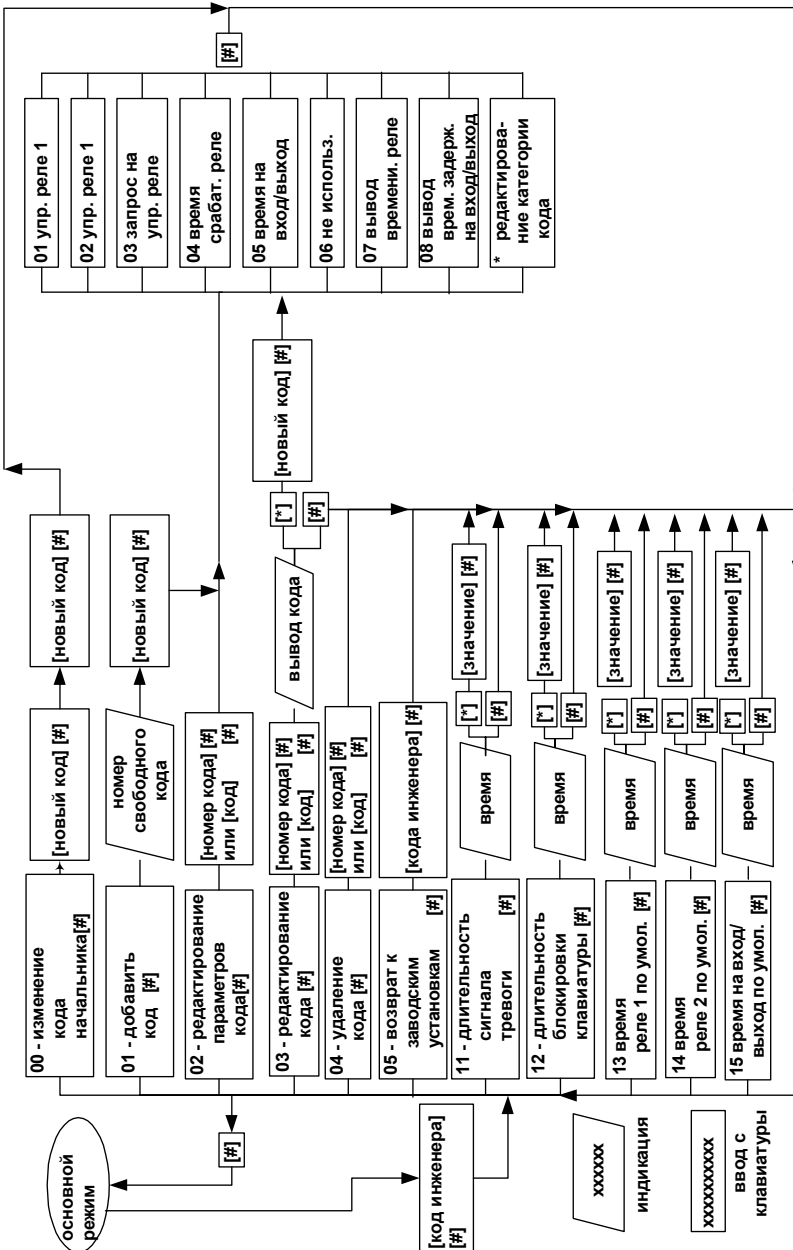 основной
режим
[#]
[код инженера]
[#]
00 - изменение
кода
начальника[#]
[новый код] [#]
[новый код] [#]
01 - добавить
код [#]
номер
свободного
кода
[новый код] [#]
02 - редактирование
параметров
кода[#]
[номер кода] [#]
или [код] [#]
03 - редактирование
кода [#]
[номер кода] [#]
или [код] [#]
вывод кода
[*]
[#]
[новый код] [#]
04 - удаление
кода [#]
[номер кода] [#]
или [код] [#]
05 - возврат к
заводским
установкам [#]
[кода инженера] [#]
11 - длительность
сигнала
тревоги [#]
время
[*]
[#]
[значение] [#]
12 - длительность
блокировки
клавиатуры [#]
время
[*]
[#]
[значение] [#]
13 время
реле 1 по умол. [#]
время
[*]
[#]
[значение] [#]
14 время
реле 2 по умол. [#]
время
[*]
[#]
[значение] [#]
15 время на вход/
выход по умол. [#]
время
[*]
[#]
[значение] [#]
01 упр. реле 1
02 упр. реле 1
03 запрос на
упр. реле
04 время
срабат. реле
05 время на
вход/выход
06 не использ.
07 вывод
времени. реле
08 вывод
врем. задерж.
на вход/выход
* редактирова-
ние категории
кода
[#]
xxxxxx
индикация
xxxxxxxxxxx
ввод с
клавиатуры